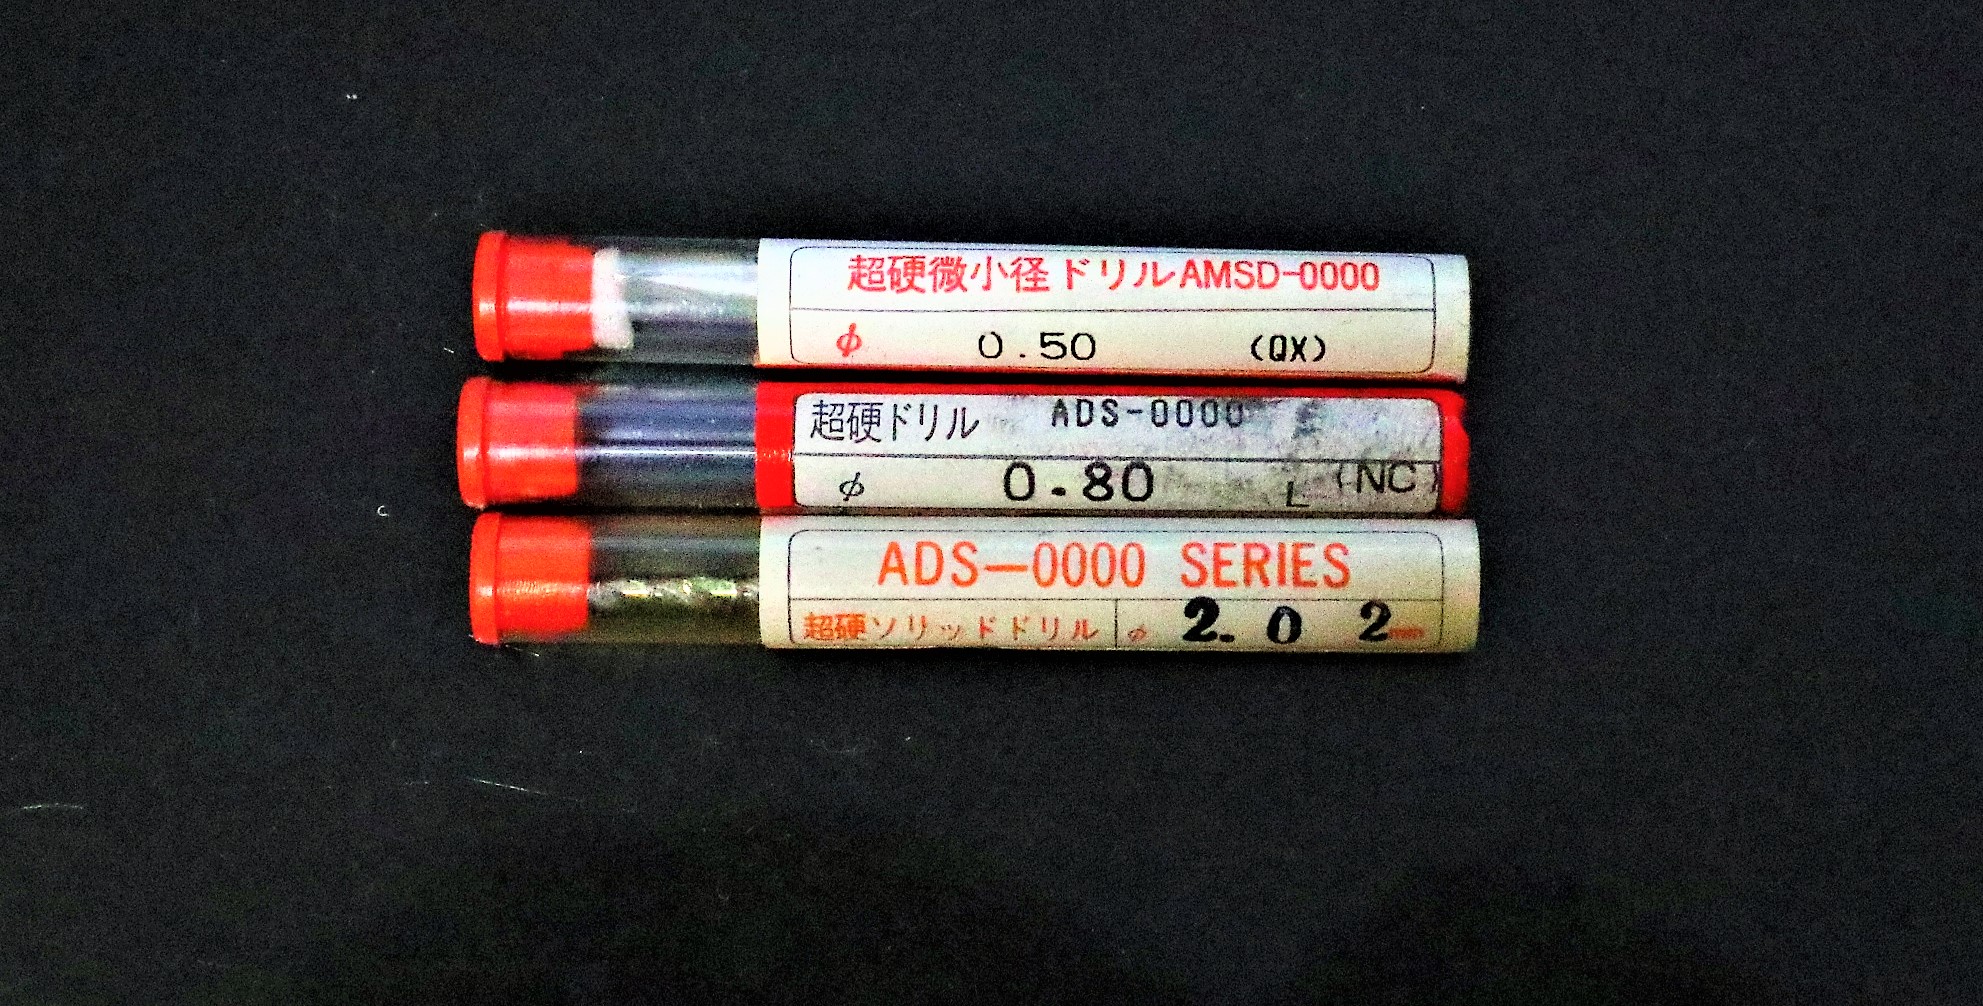 超硬微小径ドリルAMSD-0000
φ 0.50 (QX)
超硬ドリル ADS-0000
φ 0.80 L (NC)
ADS-0000 SERIES
超硬ソリッドドリル φ 2.0 2mm